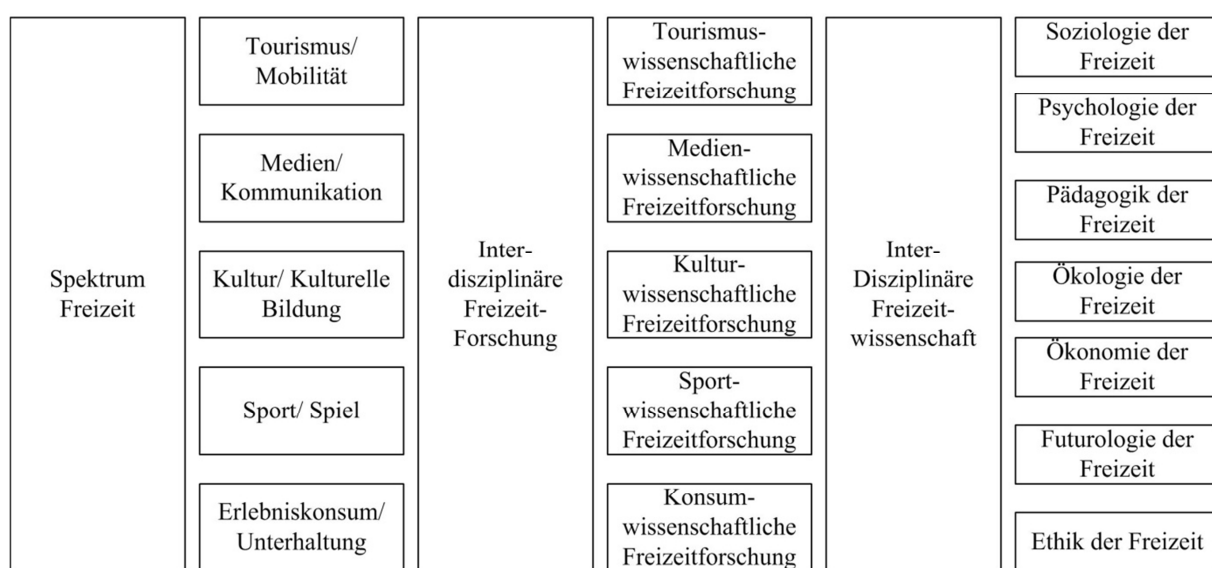 Spektrum
Freizeit
Tourismus/
Mobilität
Medien/
Kommunikation
Kultur/ Kulturelle
Bildung
Sport/ Spiel
Erlebniskonsum/
Unterhaltung
Inter-
disziplinäre
Freizeit-
Forschung
Tourismus-
wissenschaftliche
Freizeitforschung
Medien-
wissenschaftliche
Freizeitforschung
Kultur-
wissenschaftliche
Freizeitforschung
Sport-
wissenschaftliche
Freizeitforschung
Konsum-
wissenschaftliche
Freizeitforschung
Inter-
Disziplinäre
Freizeit-
wissenschaft
Soziologie der
Freizeit
Psychologie der
Freizeit
Pädagogik der
Freizeit
Ökologie der
Freizeit
Ökonomie der
Freizeit
Futurologie der
Freizeit
Ethik der Freizeit